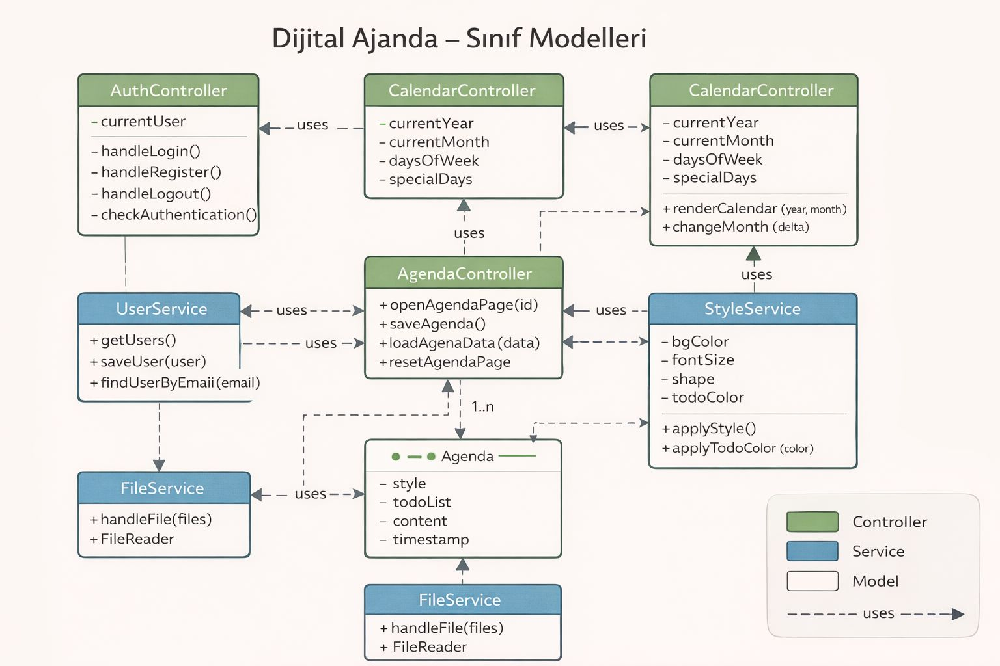 Dijital Ajanda – Sınıf Modelleri
AuthController
- currentUser
- handleLogin()
- handleRegister()
- handleLogout()
- checkAuthentication()
uses
CalendarController
- currentYear
- currentMonth
- daysOfWeek
- specialDays
uses
CalendarController
- currentYear
- currentMonth
- daysOfWeek
- specialDays
+ renderCalendar (year, month)
+ changeMonth (delta)
uses
uses
UserService
+ getUsers()
+ saveUser(user)
+ findUserByEmaii(email)
uses
uses
AgendaController
+ openAgendaPage(id)
+ saveAgenda()
+ loadAgenaData(data)
+ resetAgendaPage
uses
StyleService
- bgColor
- fontSize
- shape
- todoColor
+ applyStyle()
+ applyTodoColor (color)
1..n
FileService
+ handleFile(files)
+ FileReader
uses
Agenda
- style
- todoList
- content
- timestamp
FileService
+ handleFile(files)
+ FileReader
Controller
Service
Model
uses